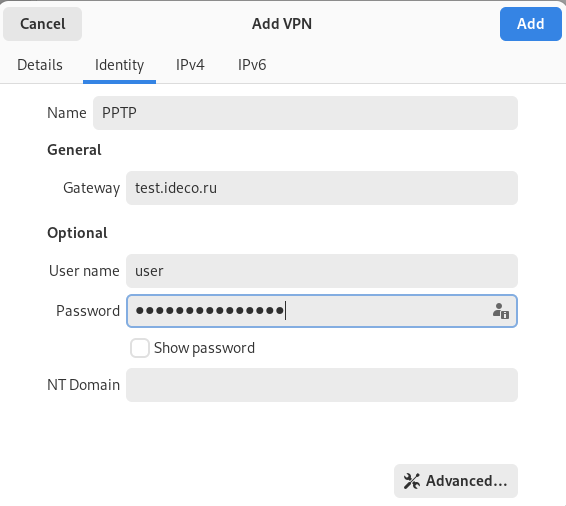 Cancel Add VPN Add
Details Identity IPv4 IPv6
Name PPTP
General
Gateway test.ideco.ru
Optional
User name user
Password ●●●●●●●●●●●●●●●
Show password
NT Domain
Advanced...